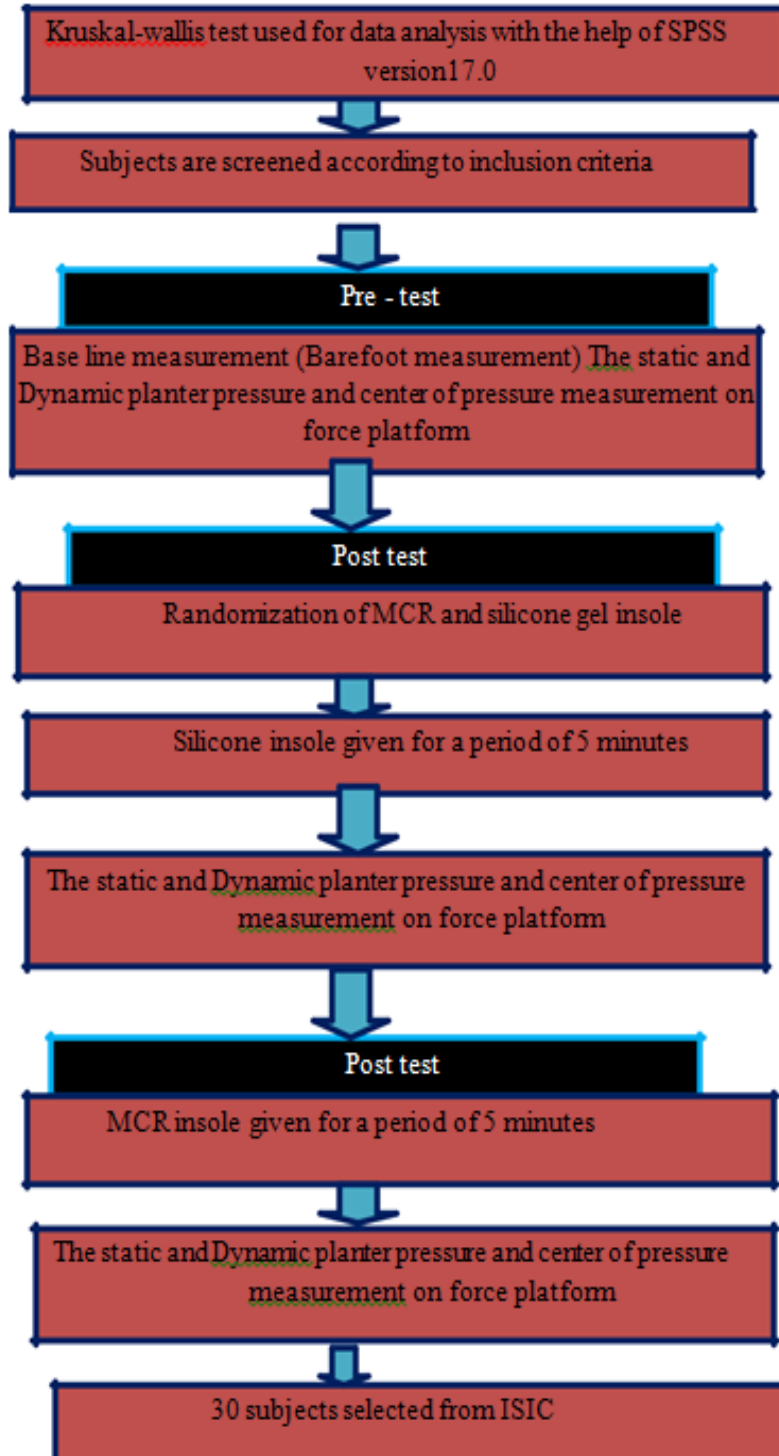 Kruskal-wallis test used for data analysis with the help of SPSS
version17.0
Subjects are screened according to inclusion criteria
Pre - test
Base line measurement (Barefoot measurement) The static and
Dynamic planter pressure and center of pressure measurement on
force platform
Post test
Randomization of MCR and silicone gel insole
Silicone insole given for a period of 5 minutes
The static and Dynamic planter pressure and center of pressure
measurement on force platform
Post test
MCR insole given for a period of 5 minutes
The static and Dynamic planter pressure and center of pressure
measurement on force platform
30 subjects selected from ISIC